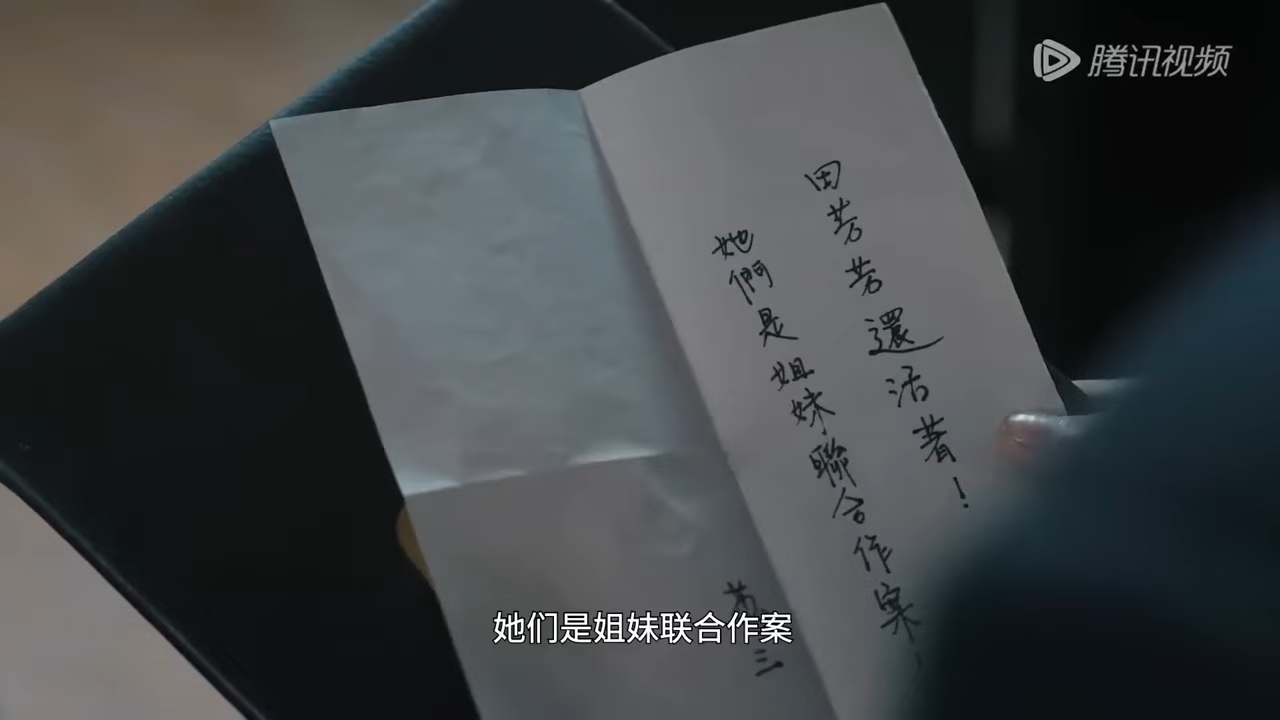 腾讯视频
田芳芳還活著!
她們是姐妹聯合作案
三
她们是姐妹联合作案